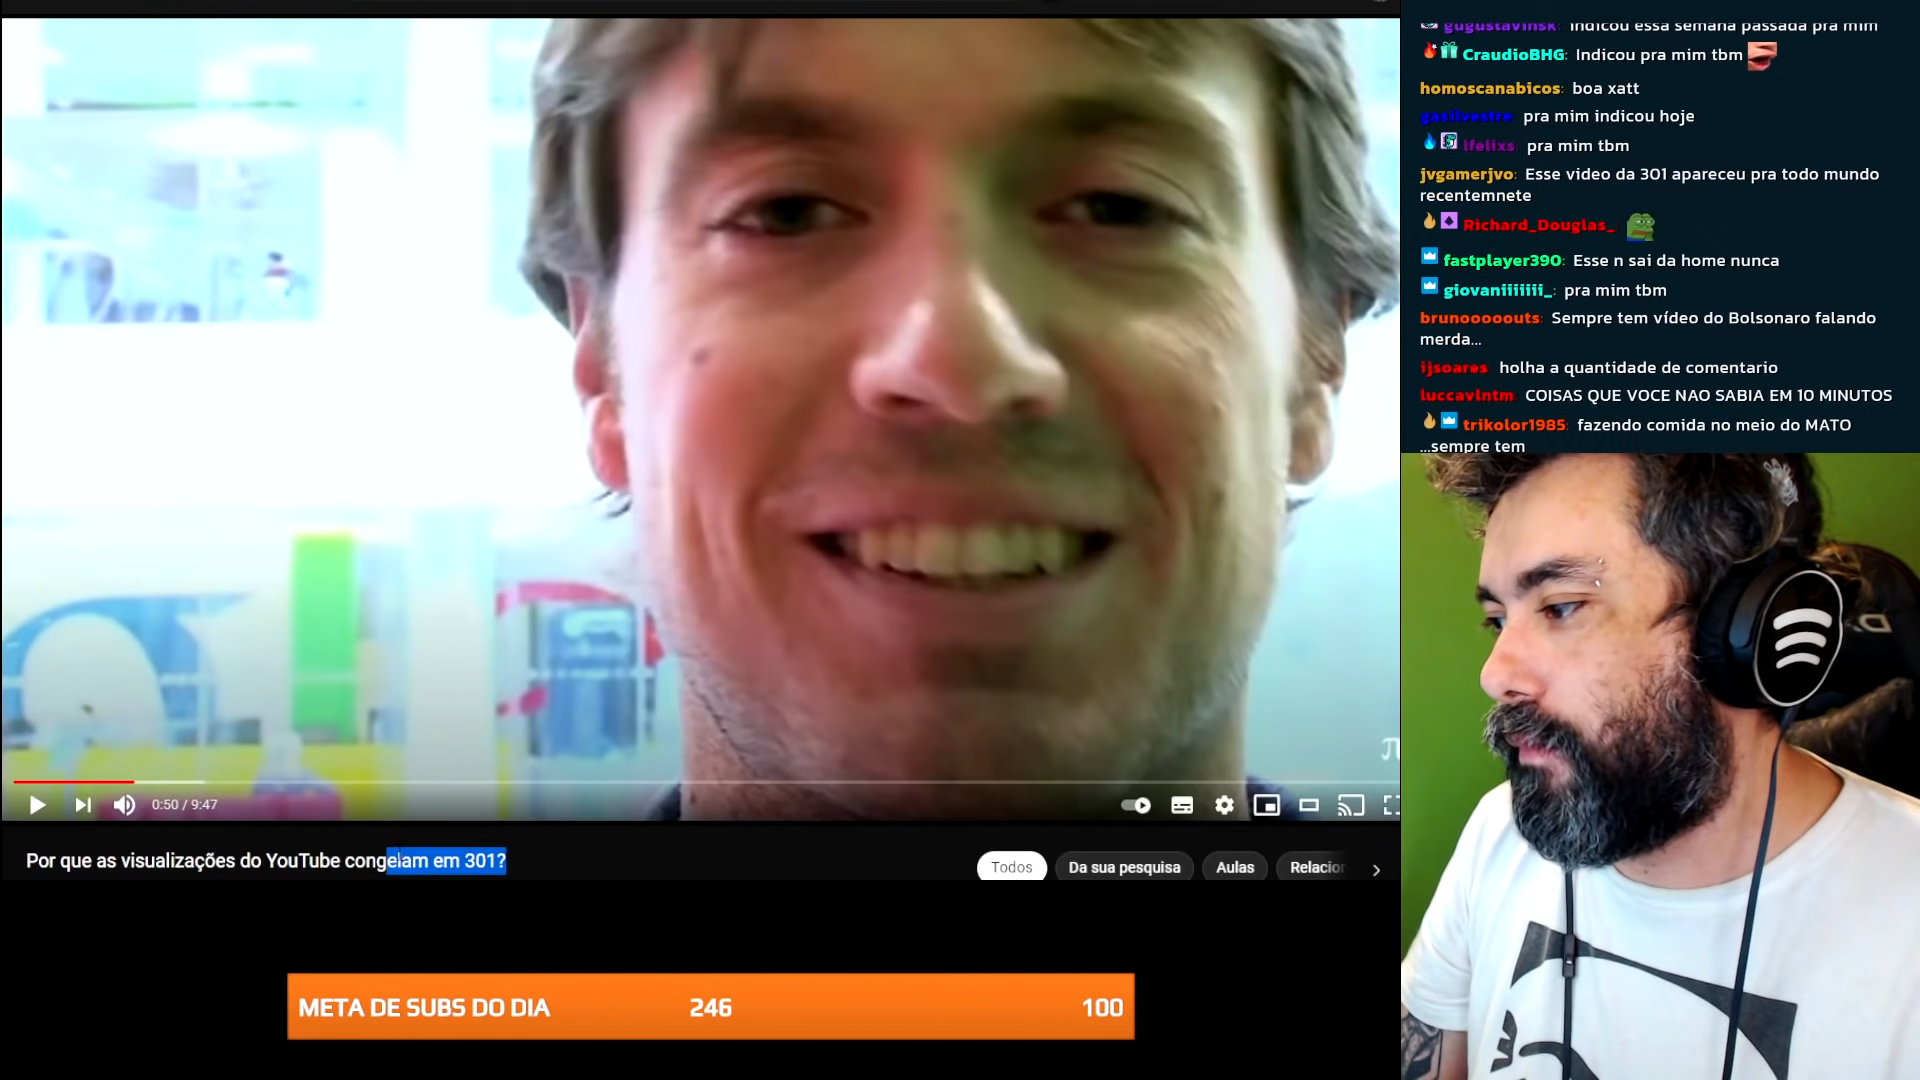 0:50 / 9:47
Por que as visualizações do YouTube congelam em 301?
Todos
Da sua pesquisa
Aulas
Relacio
META DE SUBS DO DIA 246 100
gugustavinsk: Indicou essa semana passada pra mim
CraudioBHG: Indicou pra mim tbm
homoscanabicos: boa xatt
gasilvestre: pra mim indicou hoje
lfelixs: pra mim tbm
jvgamerjvo: Esse video da 301 apareceu pra todo mundo
recentemnete
Richard_Douglas_:
fastplayer390: Esse n sai da home nunca
giovaniiiiiii_: pra mim tbm
brunooooouts: Sempre tem vídeo do Bolsonaro falando
merda...
ijsoares: holha a quantidade de comentario
luccavlntm: COISAS QUE VOCE NAO SABIA EM 10 MINUTOS
trikolor1985: fazendo comida no meio do MATO
...sempre tem
π